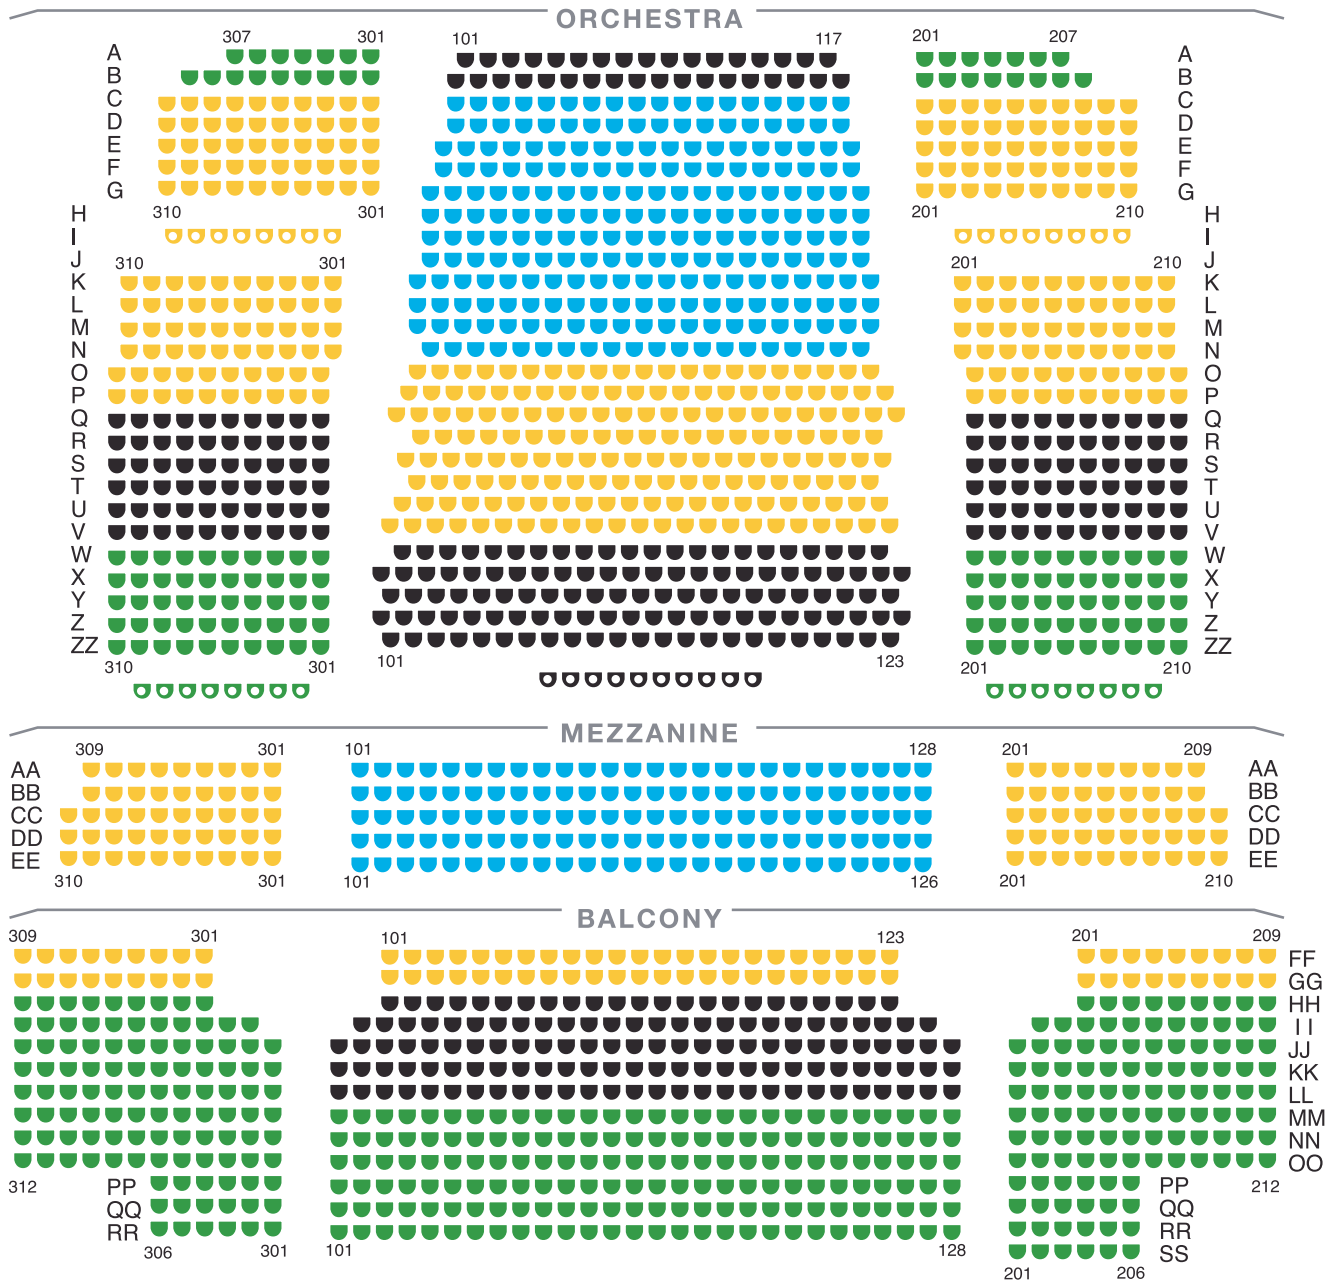 ORCHESTRA
307 301 101 117 201 207
A A
B B
C C
D D
E E
F F
G G
310 301 201 210
H H
I I
J J
310 301 201 210
K K
L L
M M
N N
O O
P P
Q Q
R R
S S
T T
U U
V V
W W
X X
Y Y
Z Z
ZZ ZZ
310 301 101 123 201 210
MEZZANINE
309 301 101 128 201 209
AA AA
BB BB
CC CC
DD DD
EE EE
310 301 101 126 201 210
BALCONY
309 301 101 123 201 209
FF
GG
HH
II
JJ
KK
LL
MM
NN
OO
312 PP PP 212
QQ QQ
RR RR
306 301 101 128 SS
201 206